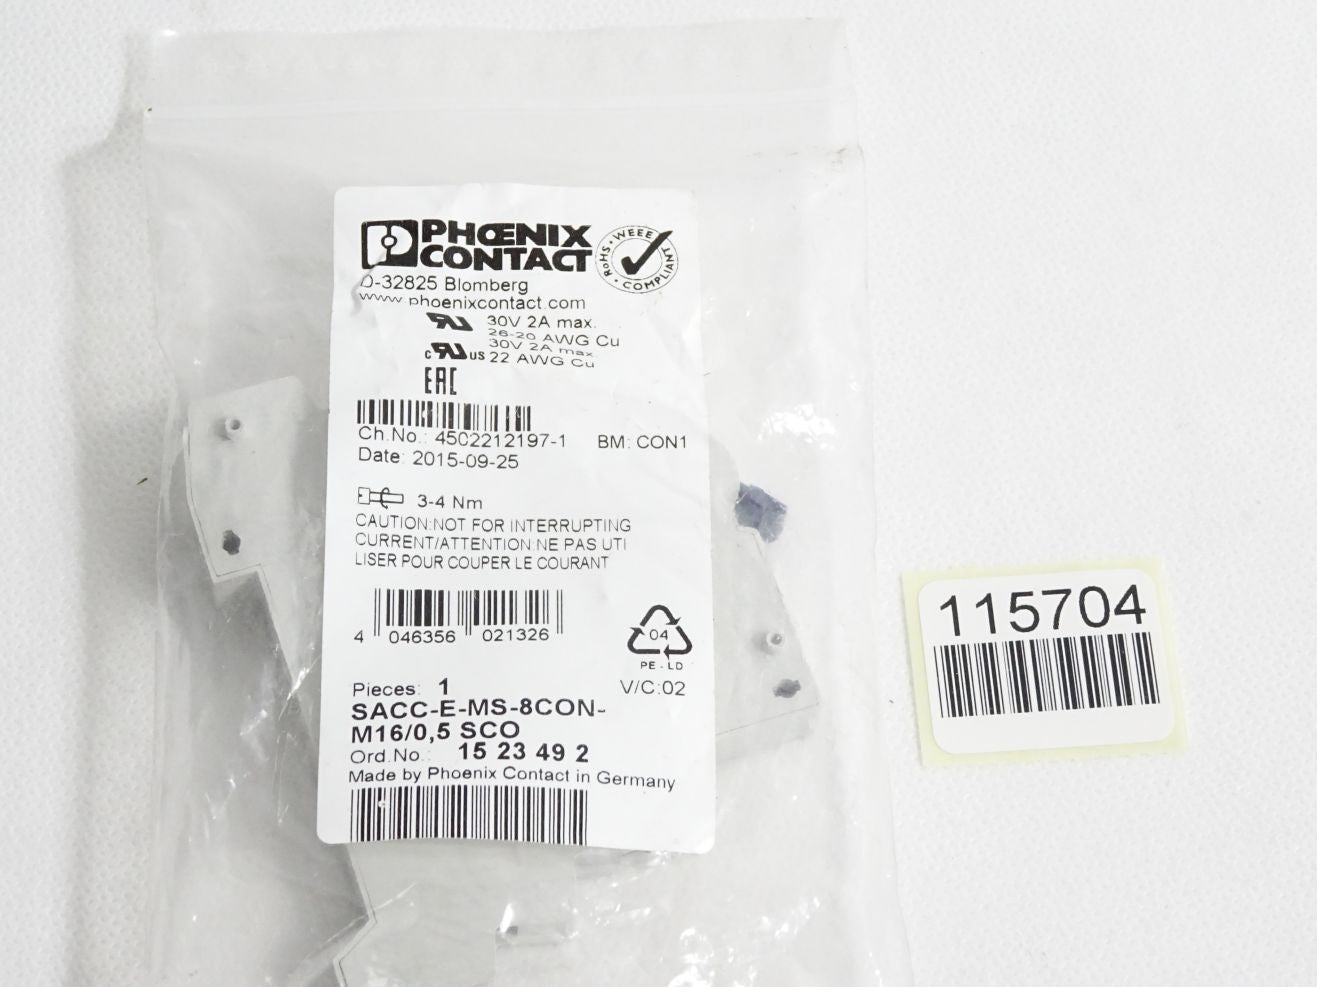 PHŒNIX
CONTACT
WEEE
RoHS
COMPLIANT
D-32825 Blomberg
www.phoenixcontact.com
30V 2A max.
26-20 AWG Cu
30V 2A max.
c US 22 AWG Cu
EAC
Ch.No.: 4502212197-1 BM: CON1
Date: 2015-09-25
3-4 Nm
CAUTION:NOT FOR INTERRUPTING
CURRENT/ATTENTION:NE PAS UTI
LISER POUR COUPER LE COURANT
4 046356 021326
04
PE-LD
Pieces: 1 V/C:02
SACC-E-MS-8CON-
M16/0,5 SCO
Ord.No.: 15 23 49 2
Made by Phoenix Contact in Germany
115704